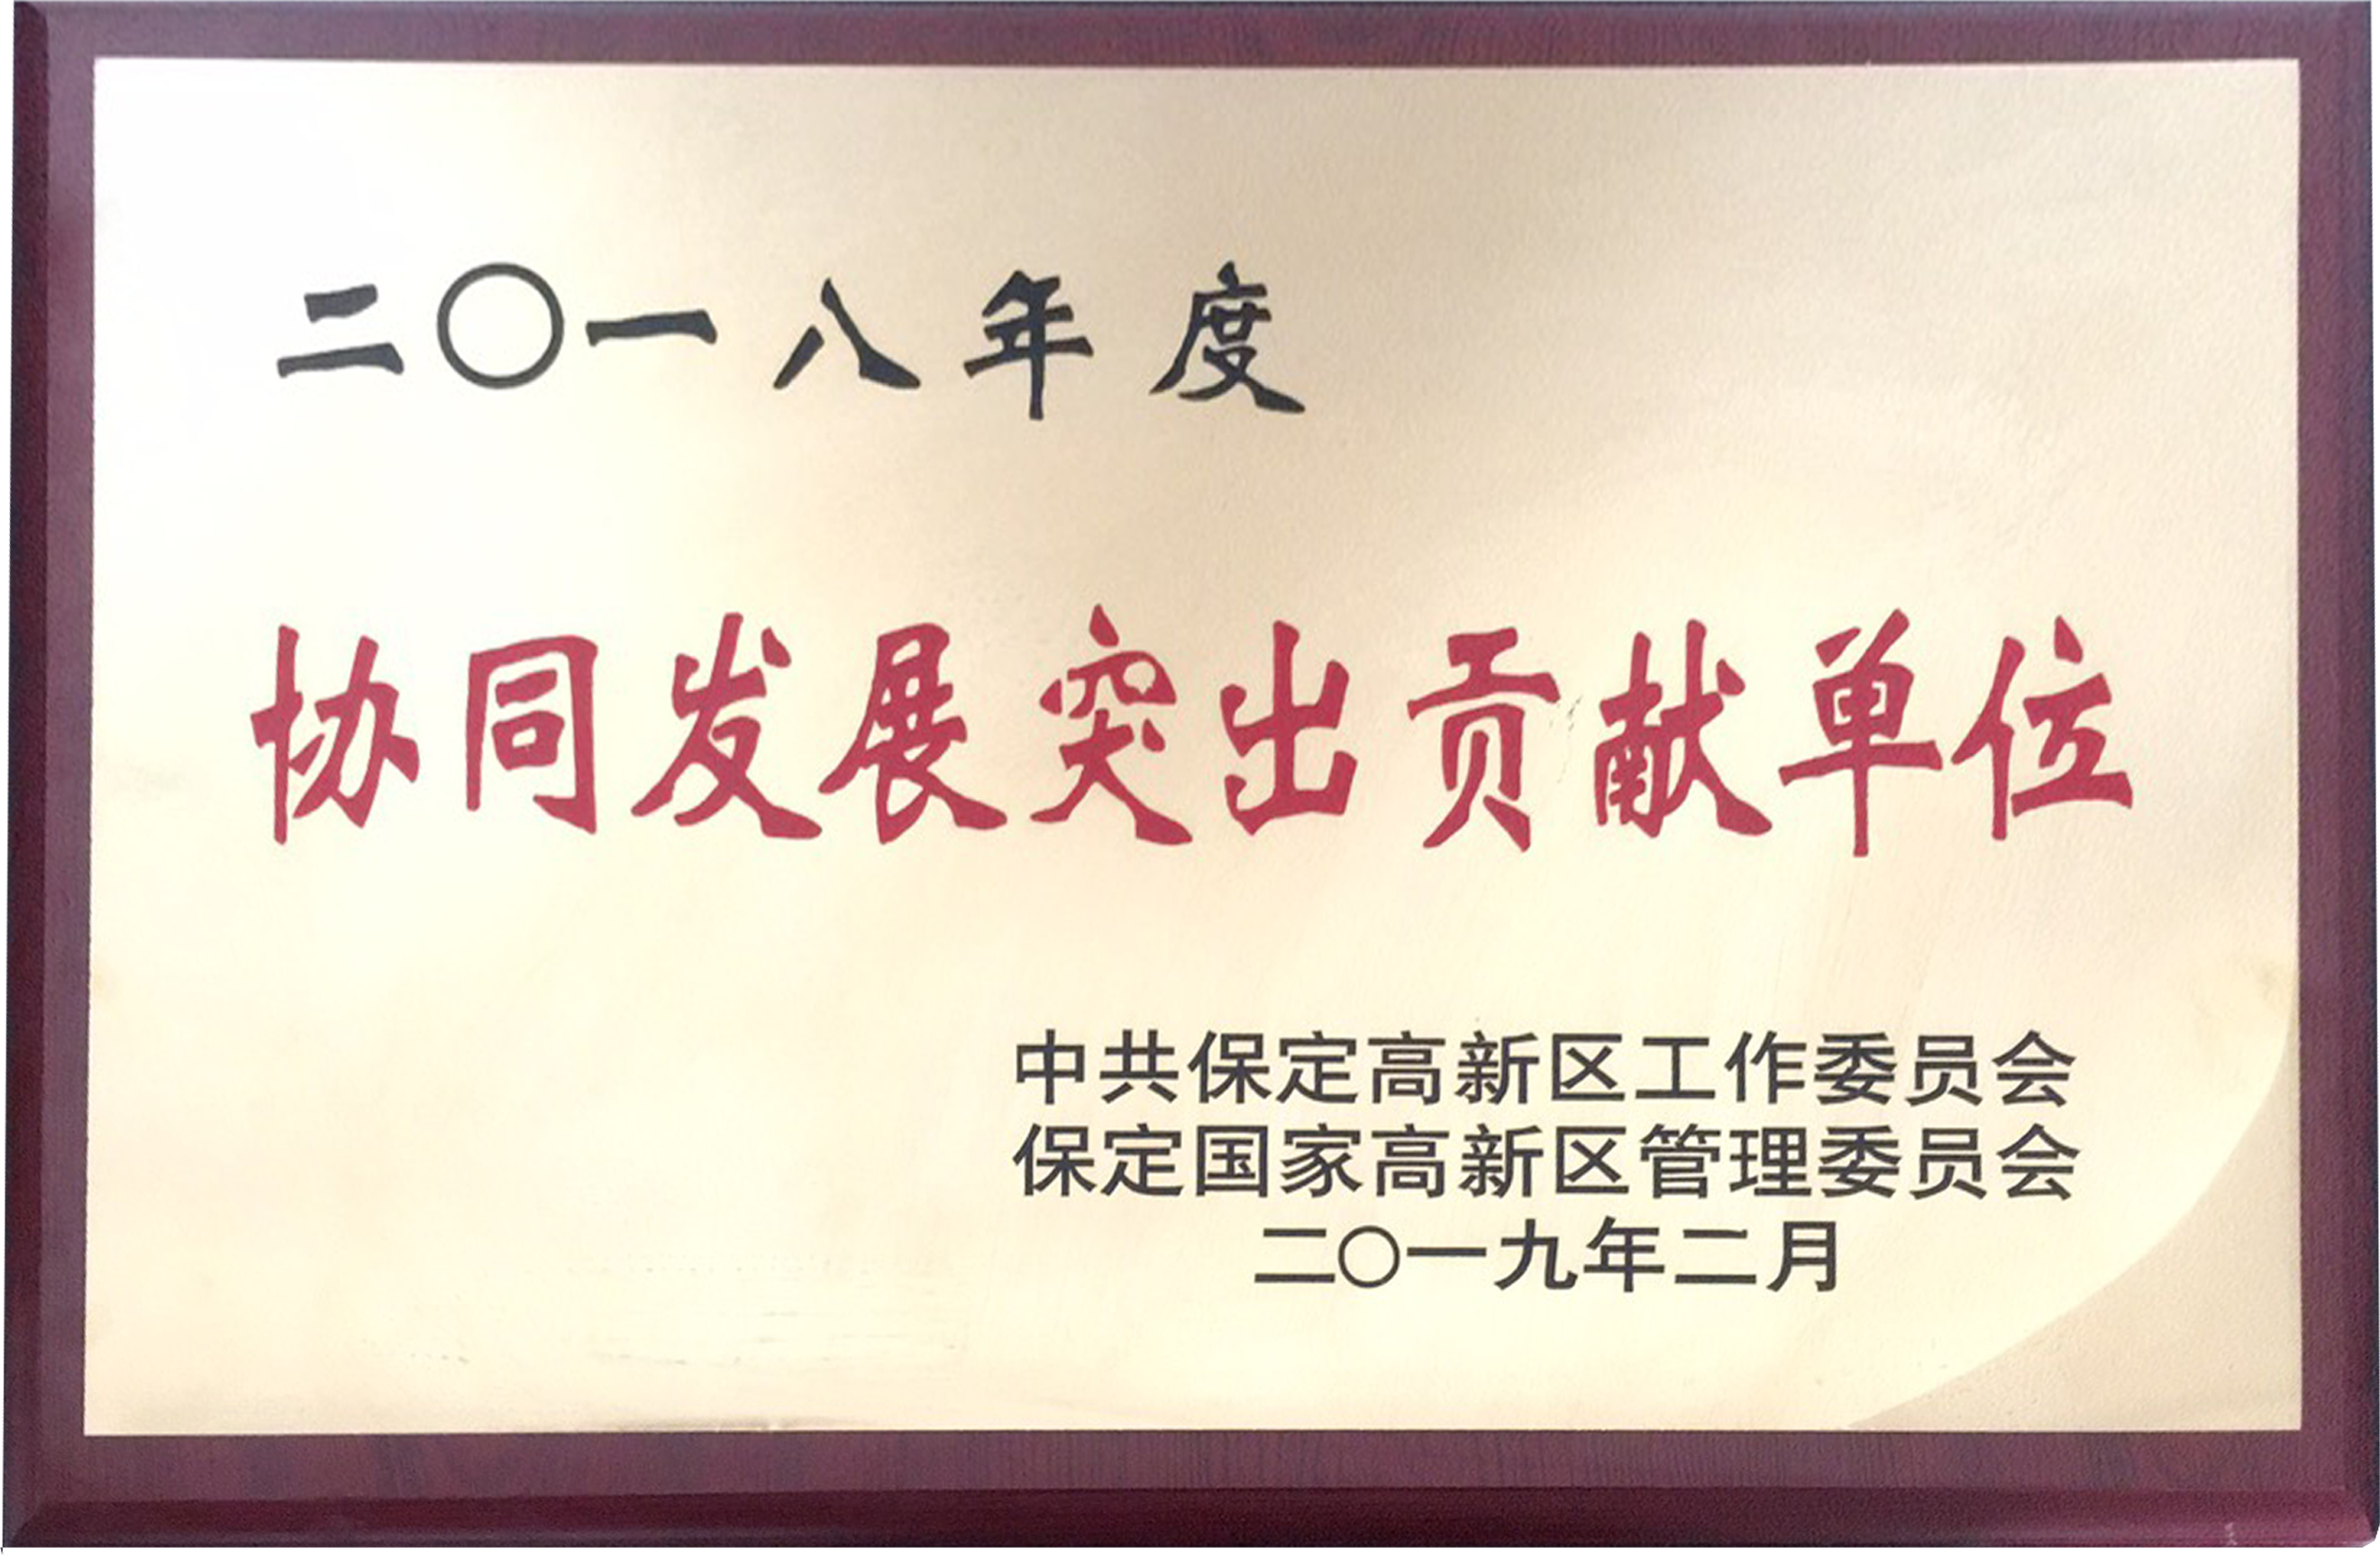 二〇一八年度
协同发展突出贡献单位
中共保定高新区工作委员会
保定国家高新区管理委员会
二〇一九年二月